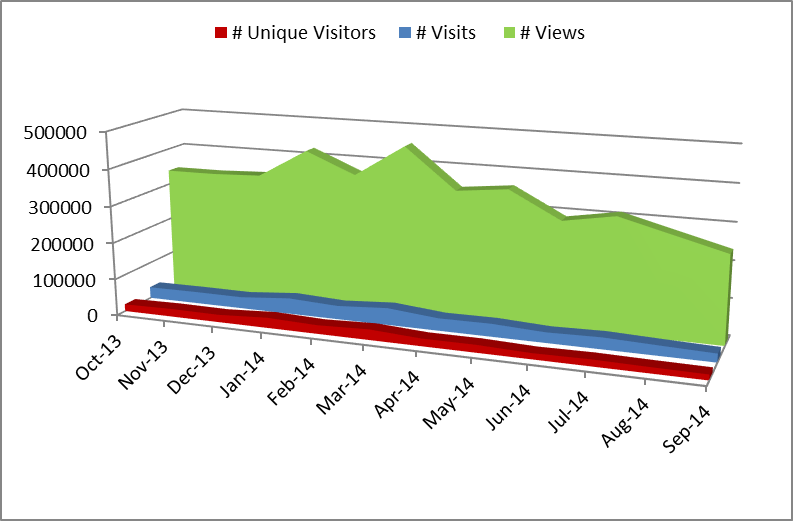 # Unique Visitors # Visits # Views
500000
400000
300000
200000
100000
0
Oct-13
Nov-13
Dec-13
Jan-14
Feb-14
Mar-14
Apr-14
May-14
Jun-14
Jul-14
Aug-14
Sep-14